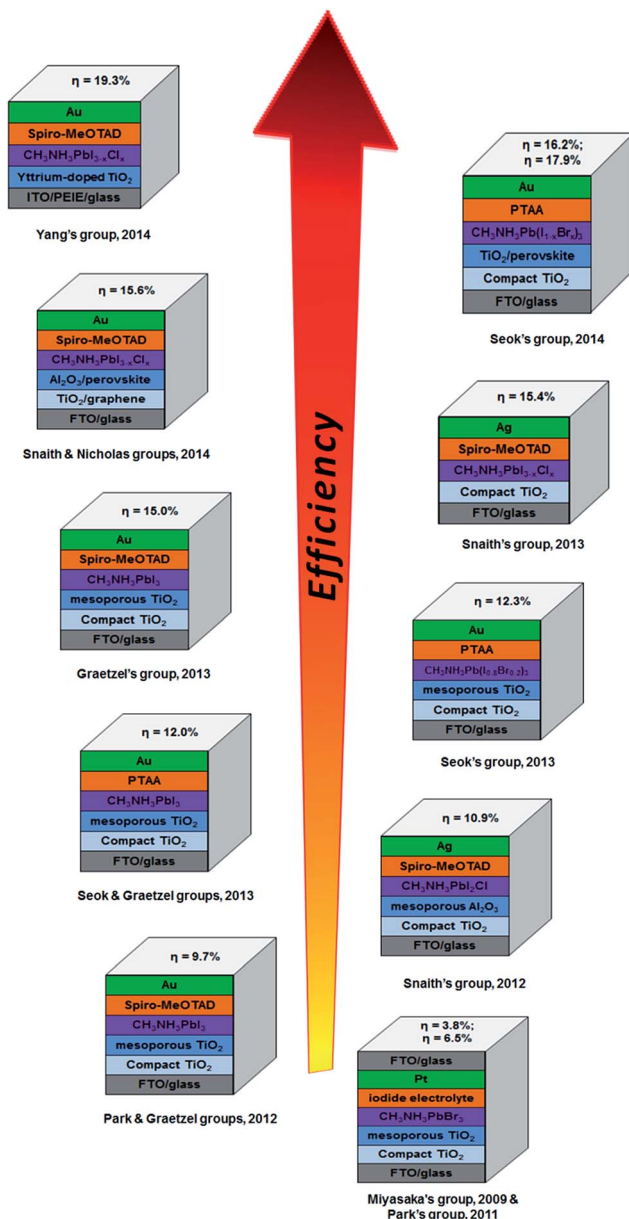 η = 19.3%
Au
Spiro-MeOTAD
CH₃NH₃PbI₃₋ₓClₓ
Yttrium-doped TiO₂
ITO/PEIE/glass
Yang's group, 2014
η = 16.2%;
η = 17.9%
Au
PTAA
CH₃NH₃Pb(I₁₋ₓBrₓ)₃
TiO₂/perovskite
Compact TiO₂
FTO/glass
Seok's group, 2014
η = 15.6%
Au
Spiro-MeOTAD
CH₃NH₃PbI₃₋ₓClₓ
Al₂O₃/perovskite
TiO₂/graphene
FTO/glass
Snaith & Nicholas groups, 2014
η = 15.4%
Ag
Spiro-MeOTAD
CH₃NH₃PbI₃₋ₓClₓ
Compact TiO₂
FTO/glass
Snaith's group, 2013
Efficiency
η = 15.0%
Au
Spiro-MeOTAD
CH₃NH₃PbI₃
mesoporous TiO₂
Compact TiO₂
FTO/glass
Graetzel's group, 2013
η = 12.3%
Au
PTAA
CH₃NH₃Pb(I₀.₈Br₀.₂)₃
mesoporous TiO₂
Compact TiO₂
FTO/glass
Seok's group, 2013
η = 12.0%
Au
PTAA
CH₃NH₃PbI₃
mesoporous TiO₂
Compact TiO₂
FTO/glass
Seok & Graetzel groups, 2013
η = 10.9%
Ag
Spiro-MeOTAD
CH₃NH₃PbI₂Cl
mesoporous Al₂O₃
Compact TiO₂
FTO/glass
Snaith's group, 2012
η = 9.7%
Au
Spiro-MeOTAD
CH₃NH₃PbI₃
mesoporous TiO₂
Compact TiO₂
FTO/glass
Park & Graetzel groups, 2012
η = 3.8%;
η = 6.5%
FTO/glass
Pt
iodide electrolyte
CH₃NH₃PbBr₃
mesoporous TiO₂
Compact TiO₂
FTO/glass
Miyasaka's group, 2009 &
Park's group, 2011